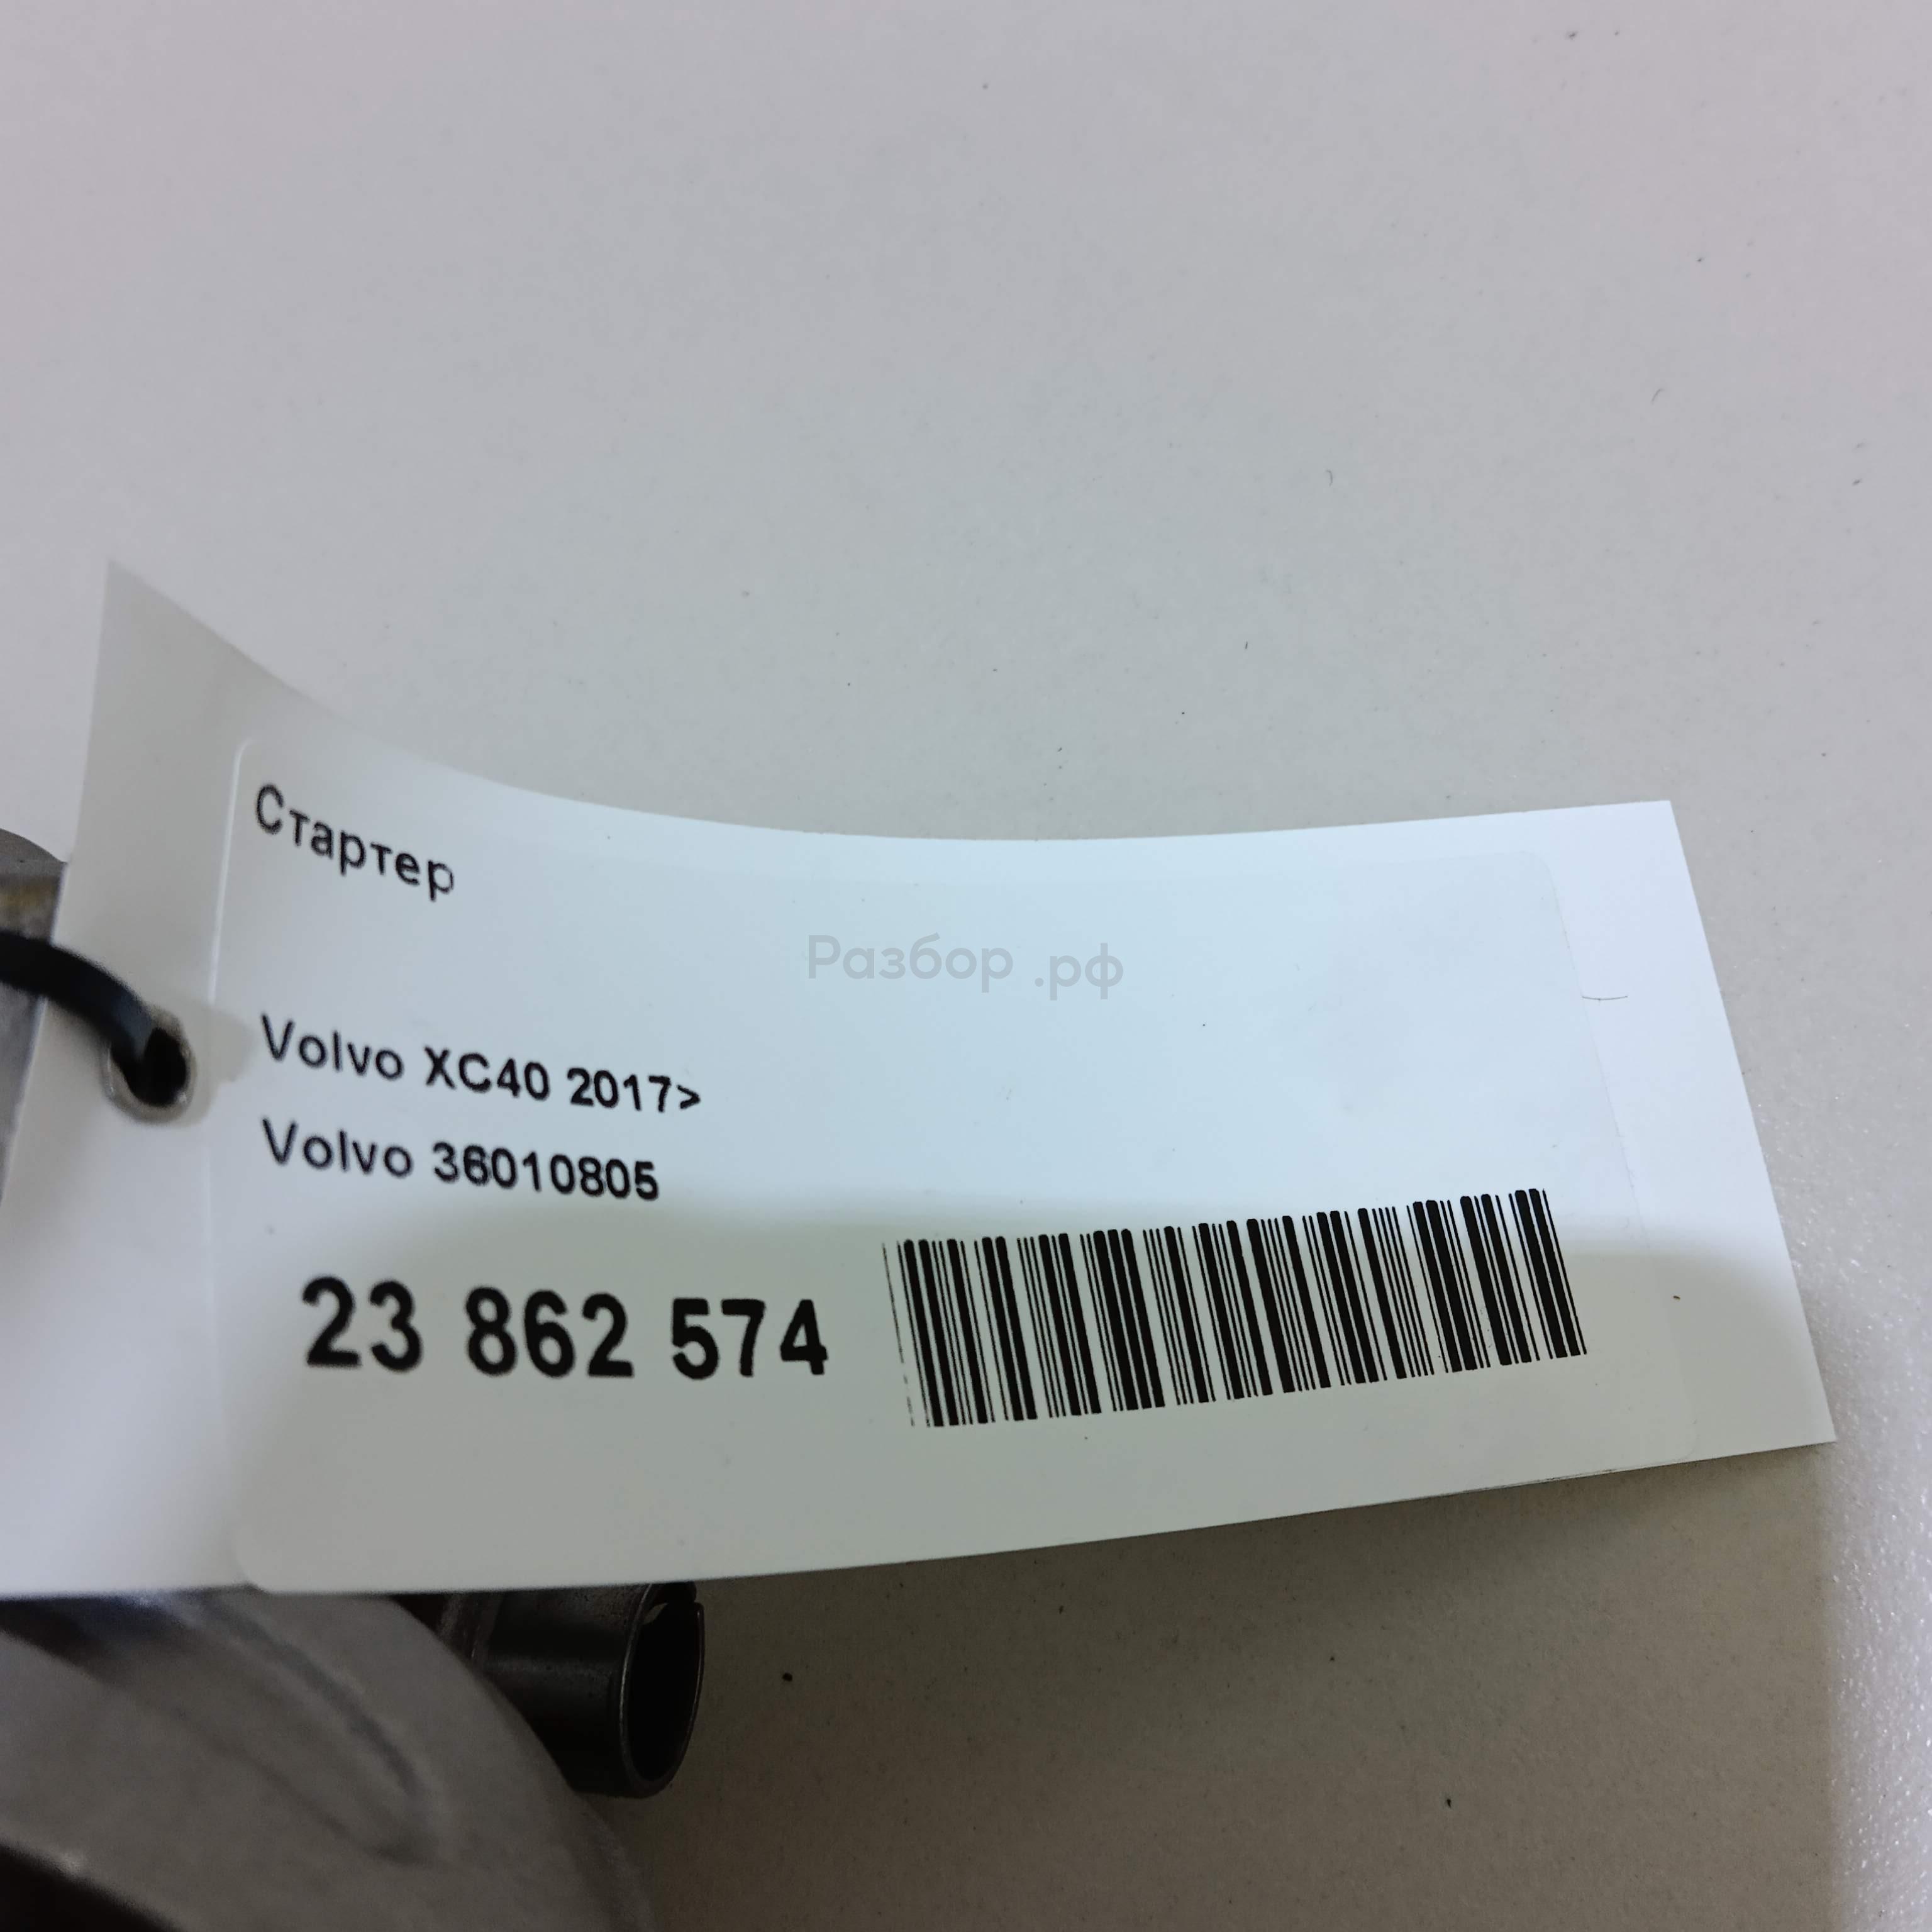 Стартер
Разбор .рф
Volvo XC40 2017>
Volvo 36010805
23 862 574